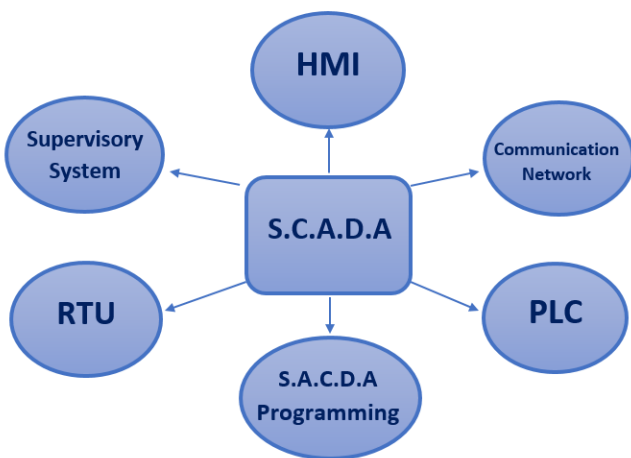 HMI
Supervisory
System
Communication
Network
S.C.A.D.A
RTU
PLC
S.A.C.D.A
Programming